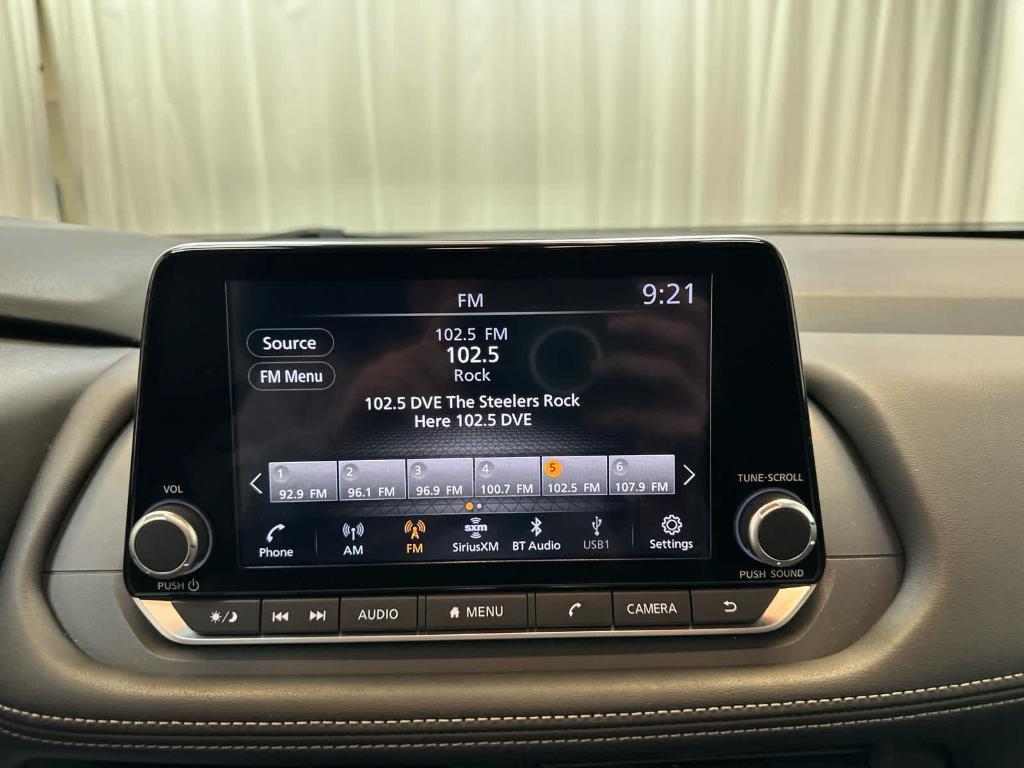 FM
9:21
Source
FM Menu
102.5 FM
102.5
Rock
102.5 DVE The Steelers Rock
Here 102.5 DVE
1 2 3 4 5 6
92.9 FM 96.1 FM 96.9 FM 100.7 FM 102.5 FM 107.9 FM
Phone AM FM sxm SiriusXM BT Audio USB1 Settings
VOL
PUSH
TUNE-SCROLL
PUSH SOUND
AUDIO MENU CAMERA